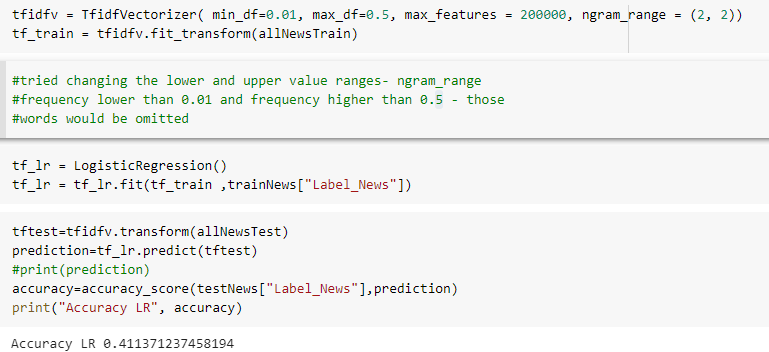 tfidfv = TfidfVectorizer( min_df=0.01, max_df=0.5, max_features = 200000, ngram_range = (2, 2))
tf_train = tfidfv.fit_transform(allNewsTrain)
#tried changing the lower and upper value ranges- ngram_range
#frequency lower than 0.01 and frequency higher than 0.5 - those
#words would be omitted
tf_lr = LogisticRegression()
tf_lr = tf_lr.fit(tf_train ,trainNews["Label_News"])
tftest=tfidfv.transform(allNewsTest)
prediction=tf_lr.predict(tftest)
#print(prediction)
accuracy=accuracy_score(testNews["Label_News"],prediction)
print("Accuracy LR", accuracy)
Accuracy LR 0.411371237458194